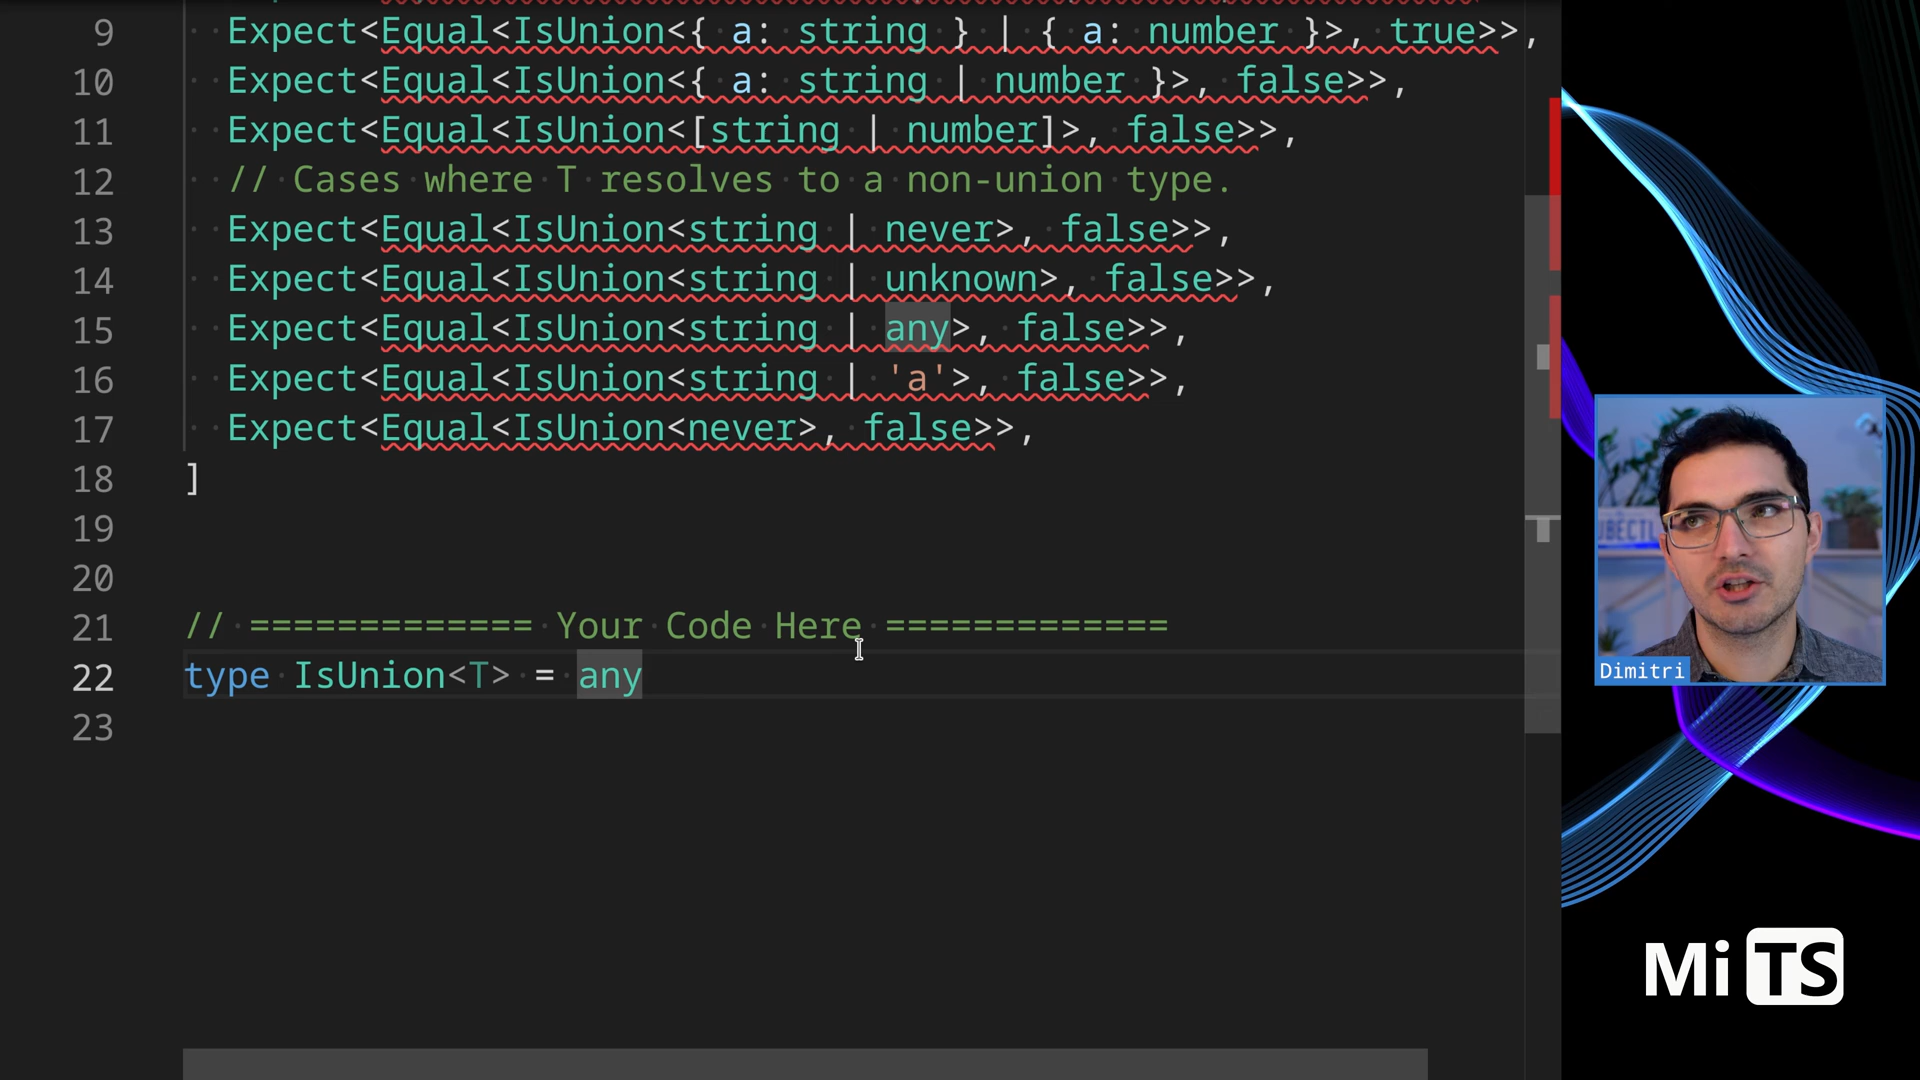 9 Expect<Equal<IsUnion<{ a: string } | { a: number }>, true>>,
10 Expect<Equal<IsUnion<{ a: string | number }>, false>>,
11 Expect<Equal<IsUnion<[string | number]>, false>>,
12 // Cases where T resolves to a non-union type.
13 Expect<Equal<IsUnion<string | never>, false>>,
14 Expect<Equal<IsUnion<string | unknown>, false>>,
15 Expect<Equal<IsUnion<string | any>, false>>,
16 Expect<Equal<IsUnion<string | 'a'>, false>>,
17 Expect<Equal<IsUnion<never>, false>>,
18 ]
19
20
21 // ============= Your Code Here =============
22 type IsUnion<T> = any
23
Dimitri
Mi TS